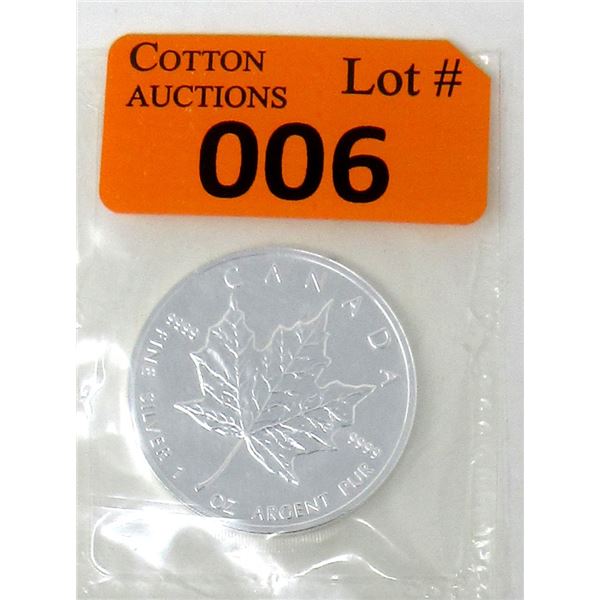 COTTON
AUCTIONS
Lot #
006
CANADA
9999
9999
FINE SILVER 1 OZ ARGENT PUR